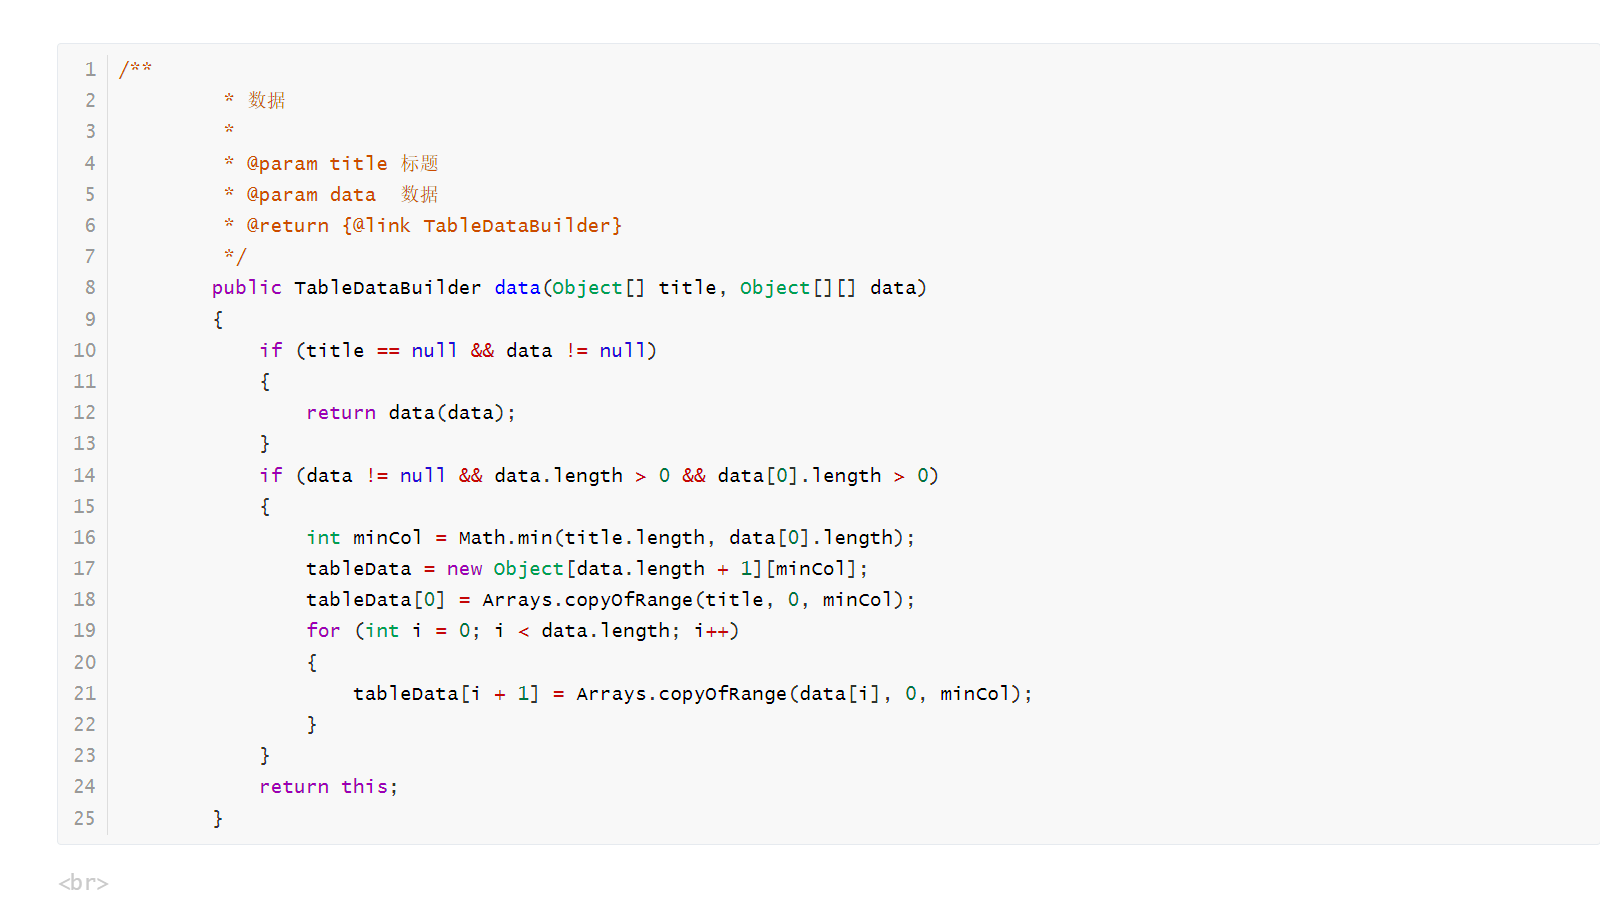 1 /**
2          * 数据
3          *
4          * @param title 标题
5          * @param data  数据
6          * @return {@link TableDataBuilder}
7          */
8         public TableDataBuilder data(Object[] title, Object[][] data)
9         {
10             if (title == null && data != null)
11             {
12                 return data(data);
13             }
14             if (data != null && data.length > 0 && data[0].length > 0)
15             {
16                 int minCol = Math.min(title.length, data[0].length);
17                 tableData = new Object[data.length + 1][minCol];
18                 tableData[0] = Arrays.copyOfRange(title, 0, minCol);
19                 for (int i = 0; i < data.length; i++)
20                 {
21                     tableData[i + 1] = Arrays.copyOfRange(data[i], 0, minCol);
22                 }
23             }
24             return this;
25         }
<br>